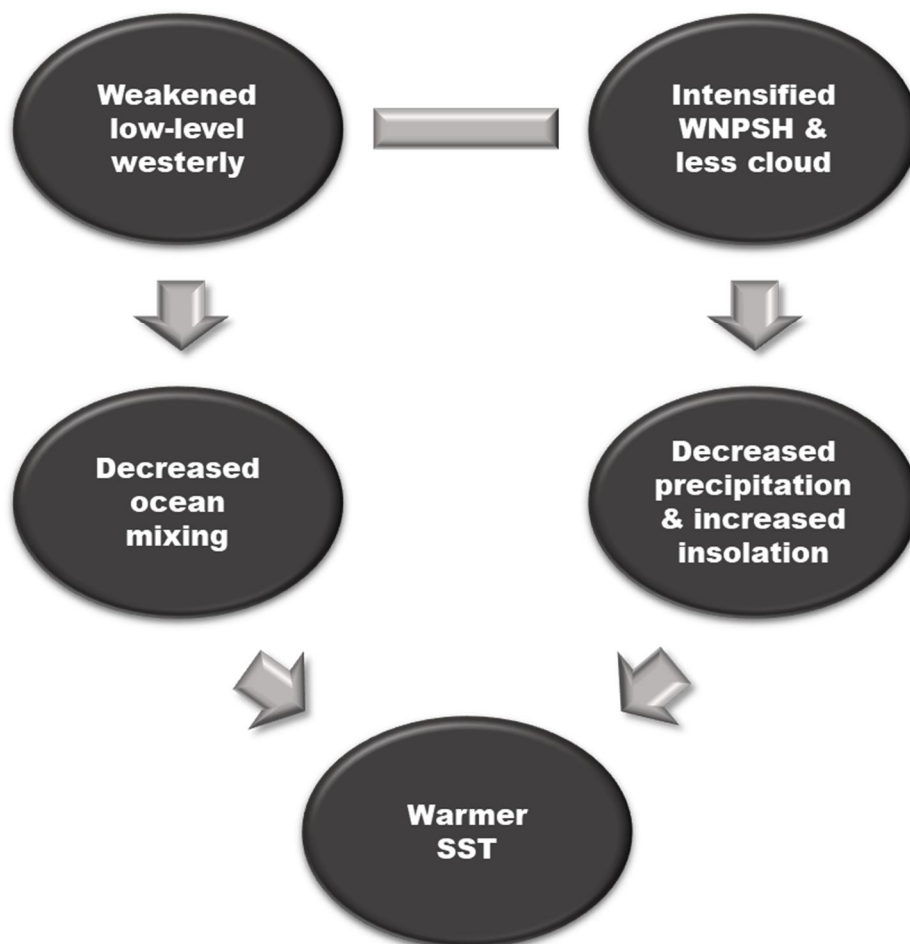 Weakened
low-level
westerly
Intensified
WNPSH &
less cloud
Decreased
ocean
mixing
Decreased
precipitation
& increased
insolation
Warmer
SST